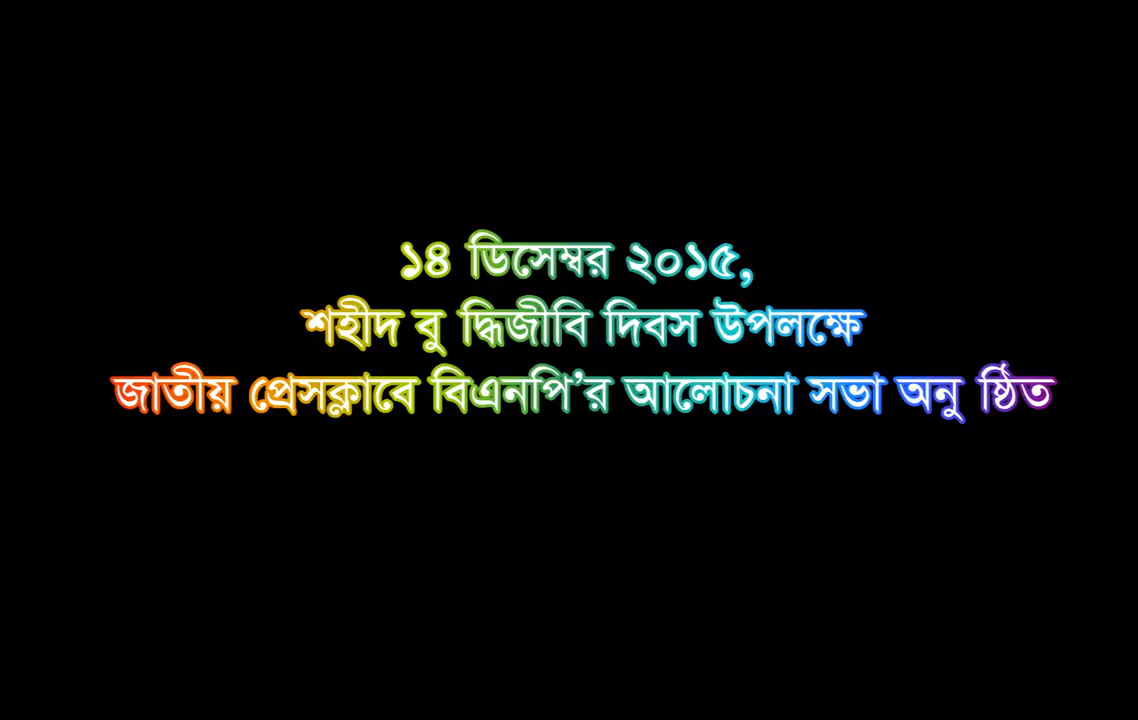 ১৪ ডিসেম্বর ২০১৫,
শহীদ বু দ্ধিজীবি দিবস উপলক্ষে
জাতীয় প্রেসক্লাবে বিএনপি’র আলোচনা সভা অনু ষ্ঠিত